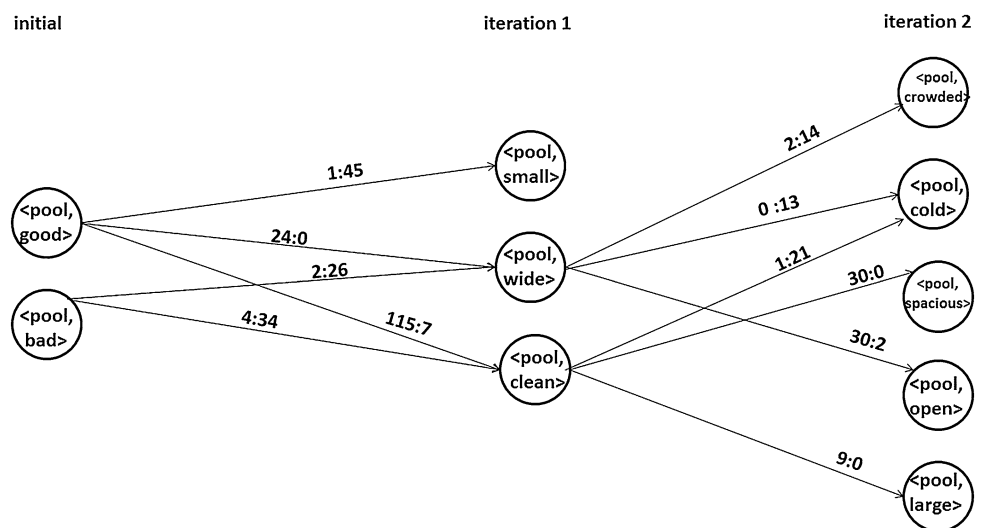 initial
iteration 1
iteration 2
<pool,
good>
<pool,
bad>
1:45
24:0
2:26
4:34
115:7
<pool,
small>
<pool,
wide>
<pool,
clean>
2:14
0 :13
1:21
30:0
30:2
9:0
<pool,
crowded>
<pool,
cold>
<pool,
spacious>
<pool,
open>
<pool,
large>